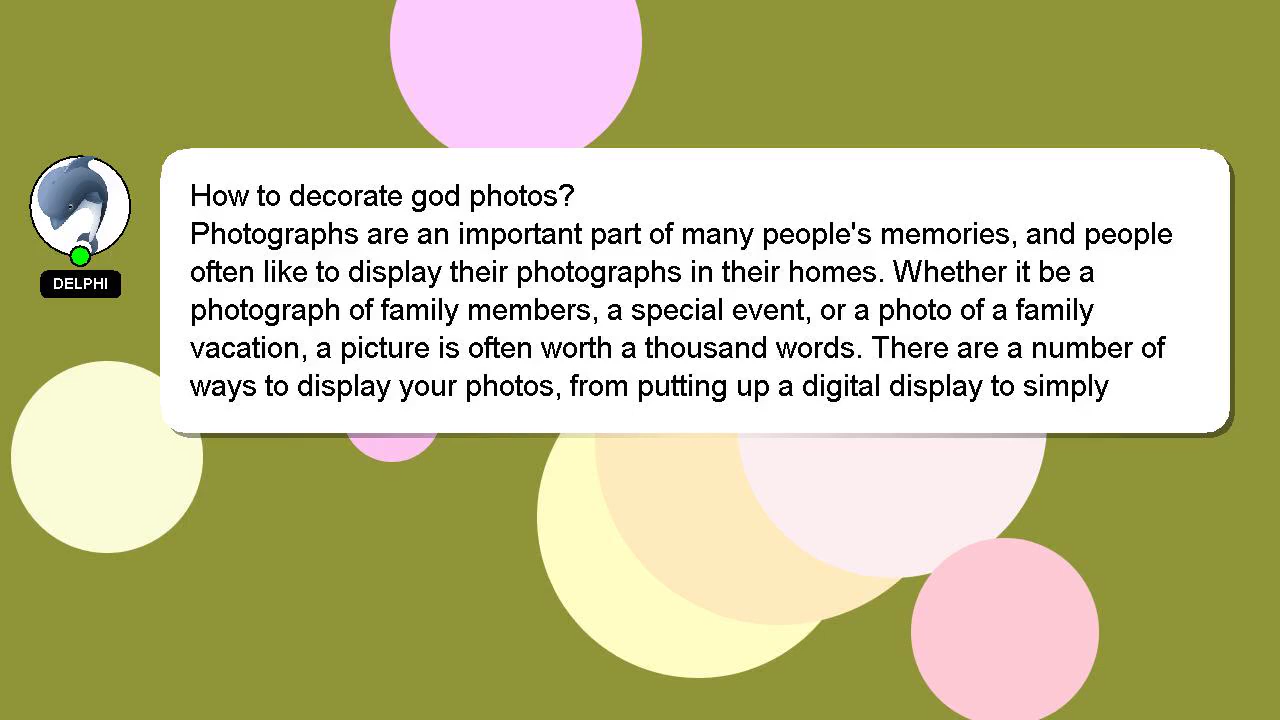 How to decorate god photos?
Photographs are an important part of many people's memories, and people
often like to display their photographs in their homes. Whether it be a
photograph of family members, a special event, or a photo of a family
vacation, a picture is often worth a thousand words. There are a number of
ways to display your photos, from putting up a digital display to simply
DELPHI